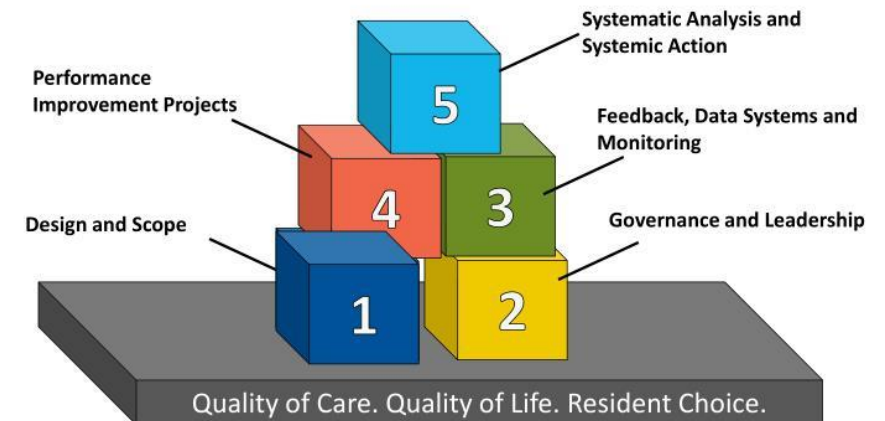 Systematic Analysis and
Systemic Action
Performance
Improvement Projects
5
Feedback, Data Systems and
Monitoring
4
3
Design and Scope
Governance and Leadership
1
2
Quality of Care. Quality of Life. Resident Choice.